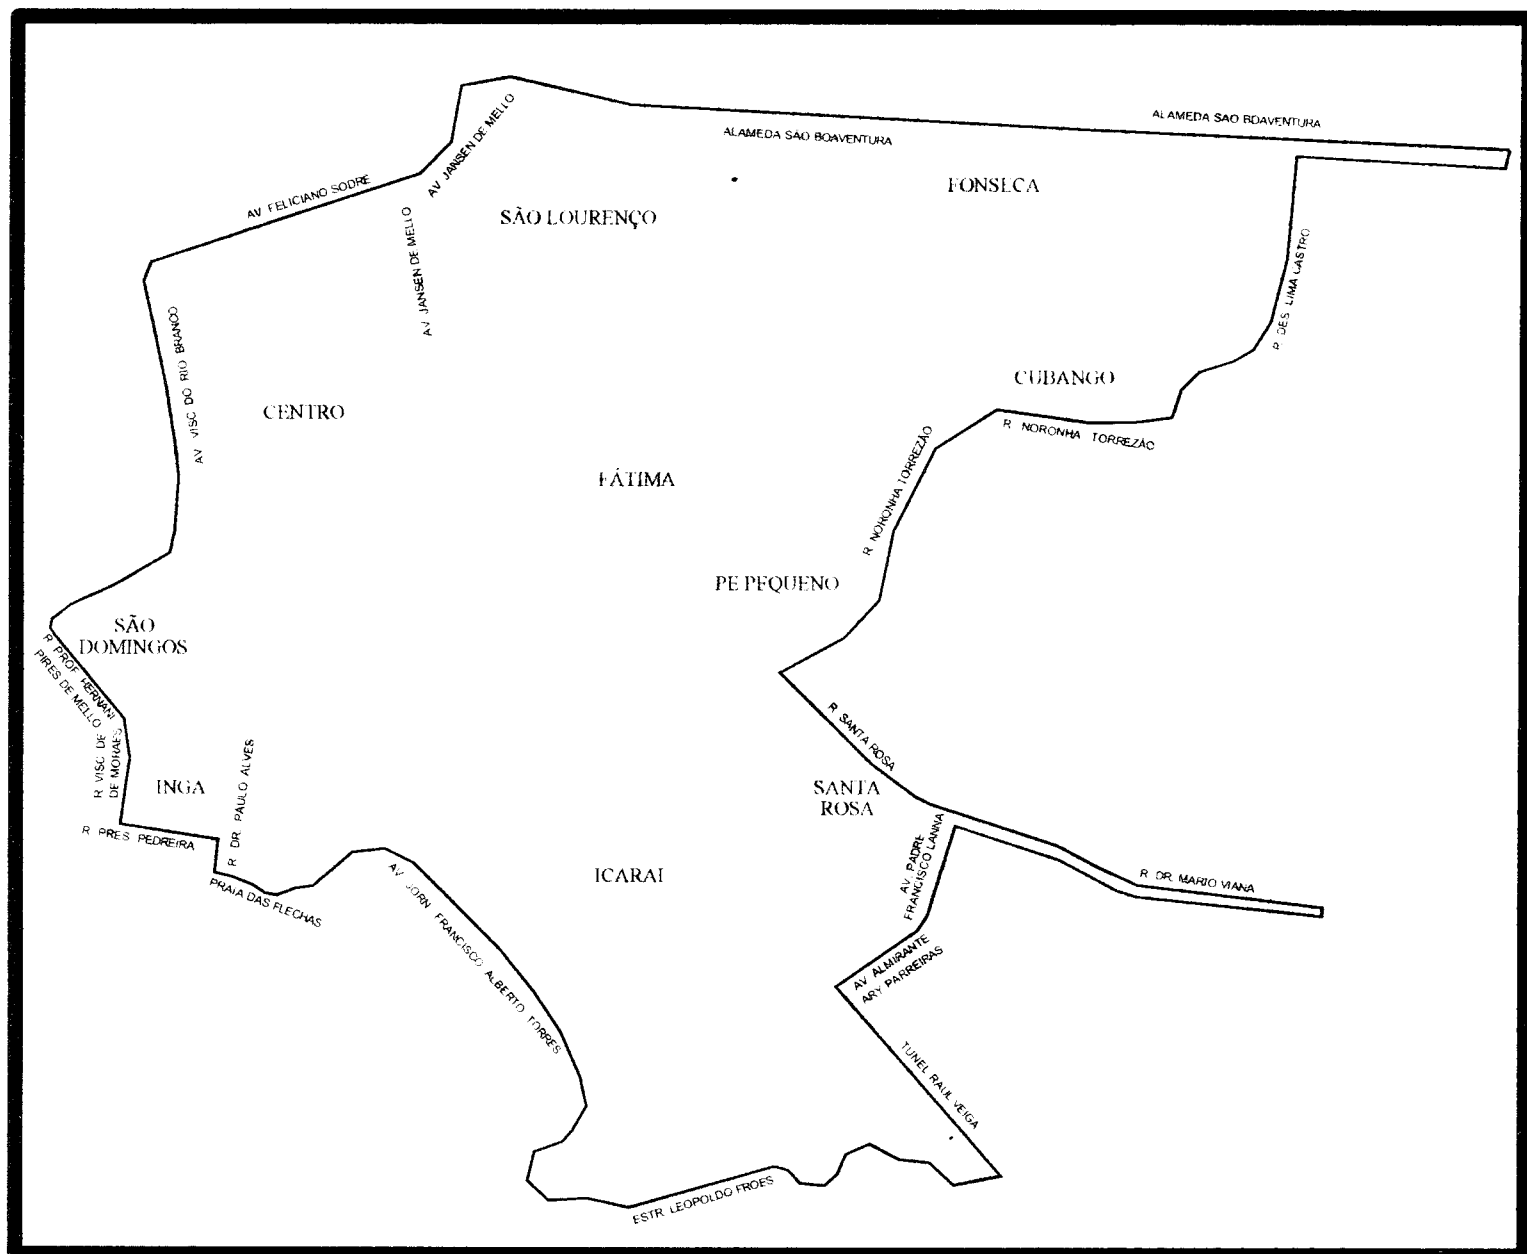 ALAMEDA SAO BOAVENTURA
ALAMEDA SAO BOAVENTURA
AV JANSEN DE MELLO
AV FELICIANO SODRE
FONSECA
SÃO LOURENÇO
AV JANSEN DE MELLO
R DES LIMA CASTRO
AV VISC DO RIO BRANCO
CUBANGO
CENTRO
R NORONHA TORREZÃO
R NORONHA TORREZÃO
FÁTIMA
PE PEQUENO
SÃO
DOMINGOS
R PROF HERNANI
PIRES DE MELLO
R VISC DE
DE MORAES
R DR PAULO ALVES
R SANTA ROSA
INGA
SANTA
ROSA
R PRES PEDREIRA
AV PADRE
FRANCISCO LANNA
ICARAI
R DR MARIO VIANA
PRAIA DAS FLECHAS
AV JORN FRANCISCO ALBERTO TORRES
AV ALMIRANTE
ARY PARREIRAS
TUNEL RAUL VEIGA
ESTR LEOPOLDO FROES